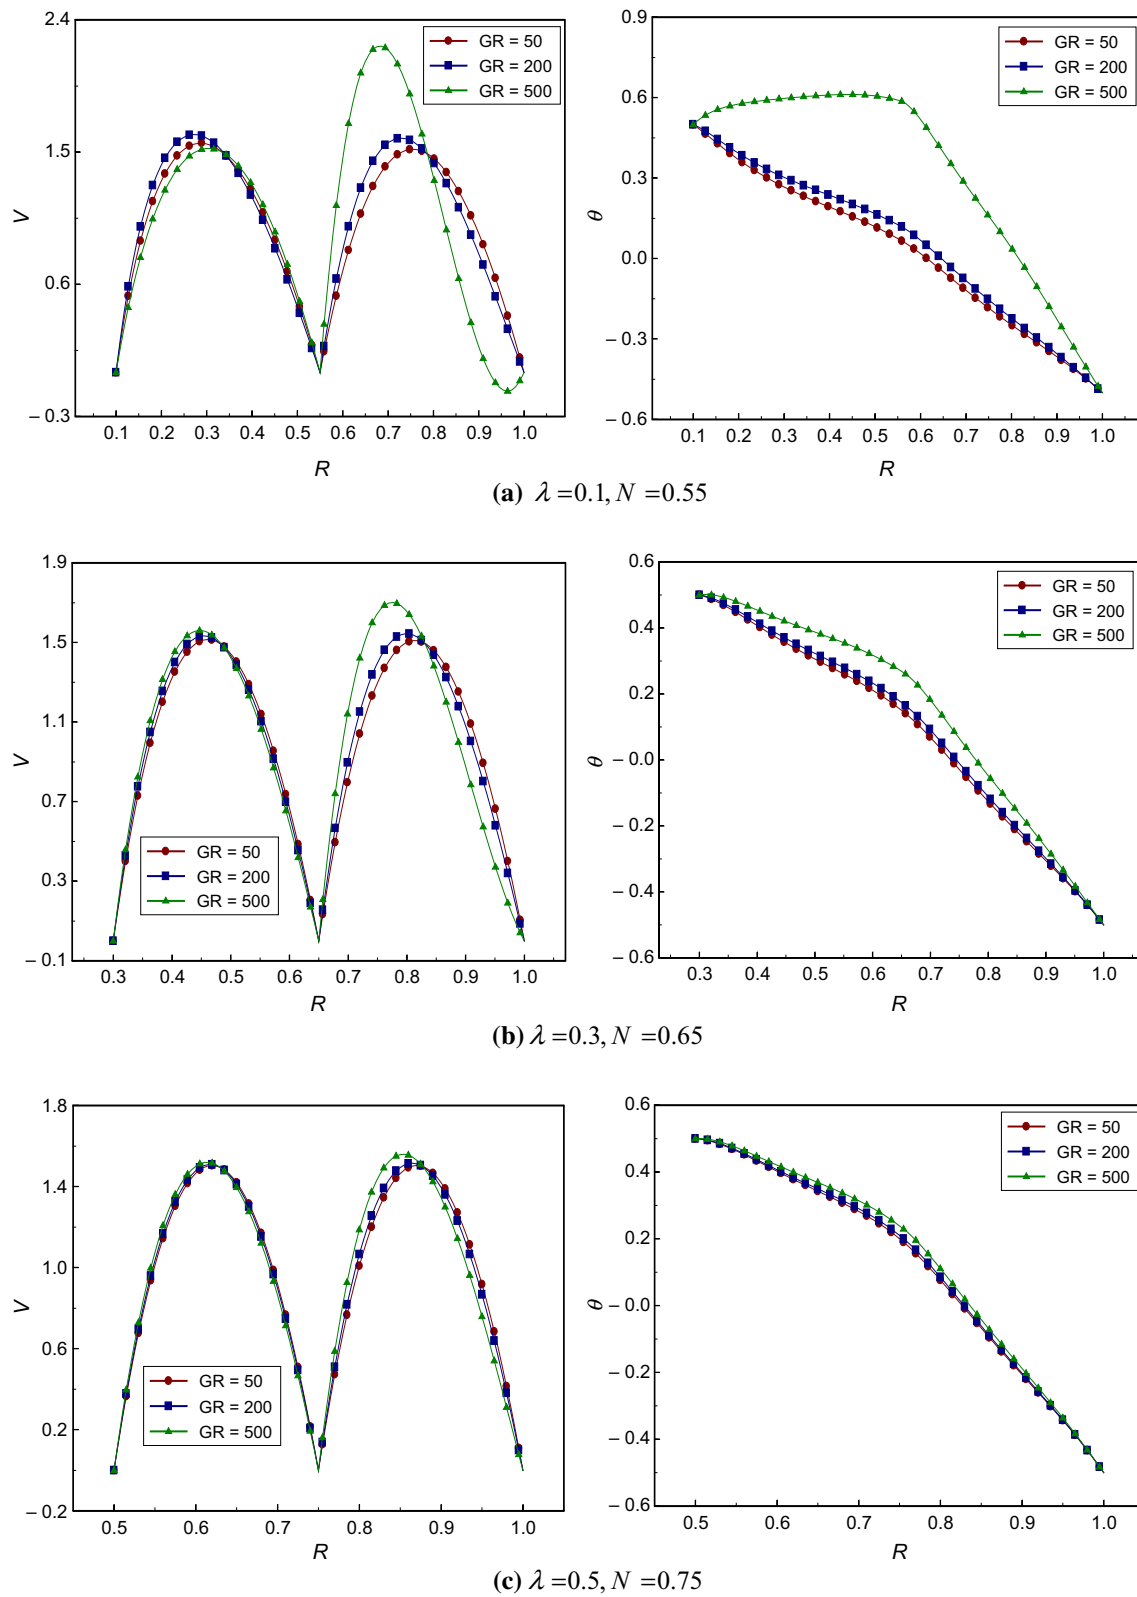 2.4
1.5
0.6
– 0.3
V
GR = 50
GR = 200
GR = 500
0.1 0.2 0.3 0.4 0.5 0.6 0.7 0.8 0.9 1.0
R
0.9
0.6
0.3
0.0
– 0.3
– 0.6
θ
GR = 50
GR = 200
GR = 500
0.1 0.2 0.3 0.4 0.5 0.6 0.7 0.8 0.9 1.0
R
(a) λ =0.1, N =0.55
1.9
1.5
1.1
0.7
0.3
– 0.1
V
GR = 50
GR = 200
GR = 500
0.3 0.4 0.5 0.6 0.7 0.8 0.9 1.0
R
0.6
0.4
0.2
– 0.0
– 0.2
– 0.4
– 0.6
θ
GR = 50
GR = 200
GR = 500
0.3 0.4 0.5 0.6 0.7 0.8 0.9 1.0
R
(b) λ =0.3, N =0.65
1.8
1.4
1.0
0.6
0.2
– 0.2
V
GR = 50
GR = 200
GR = 500
0.5 0.6 0.7 0.8 0.9 1.0
R
0.6
0.4
0.2
– 0.0
– 0.2
– 0.4
– 0.6
θ
GR = 50
GR = 200
GR = 500
0.5 0.6 0.7 0.8 0.9 1.0
R
(c) λ =0.5, N =0.75